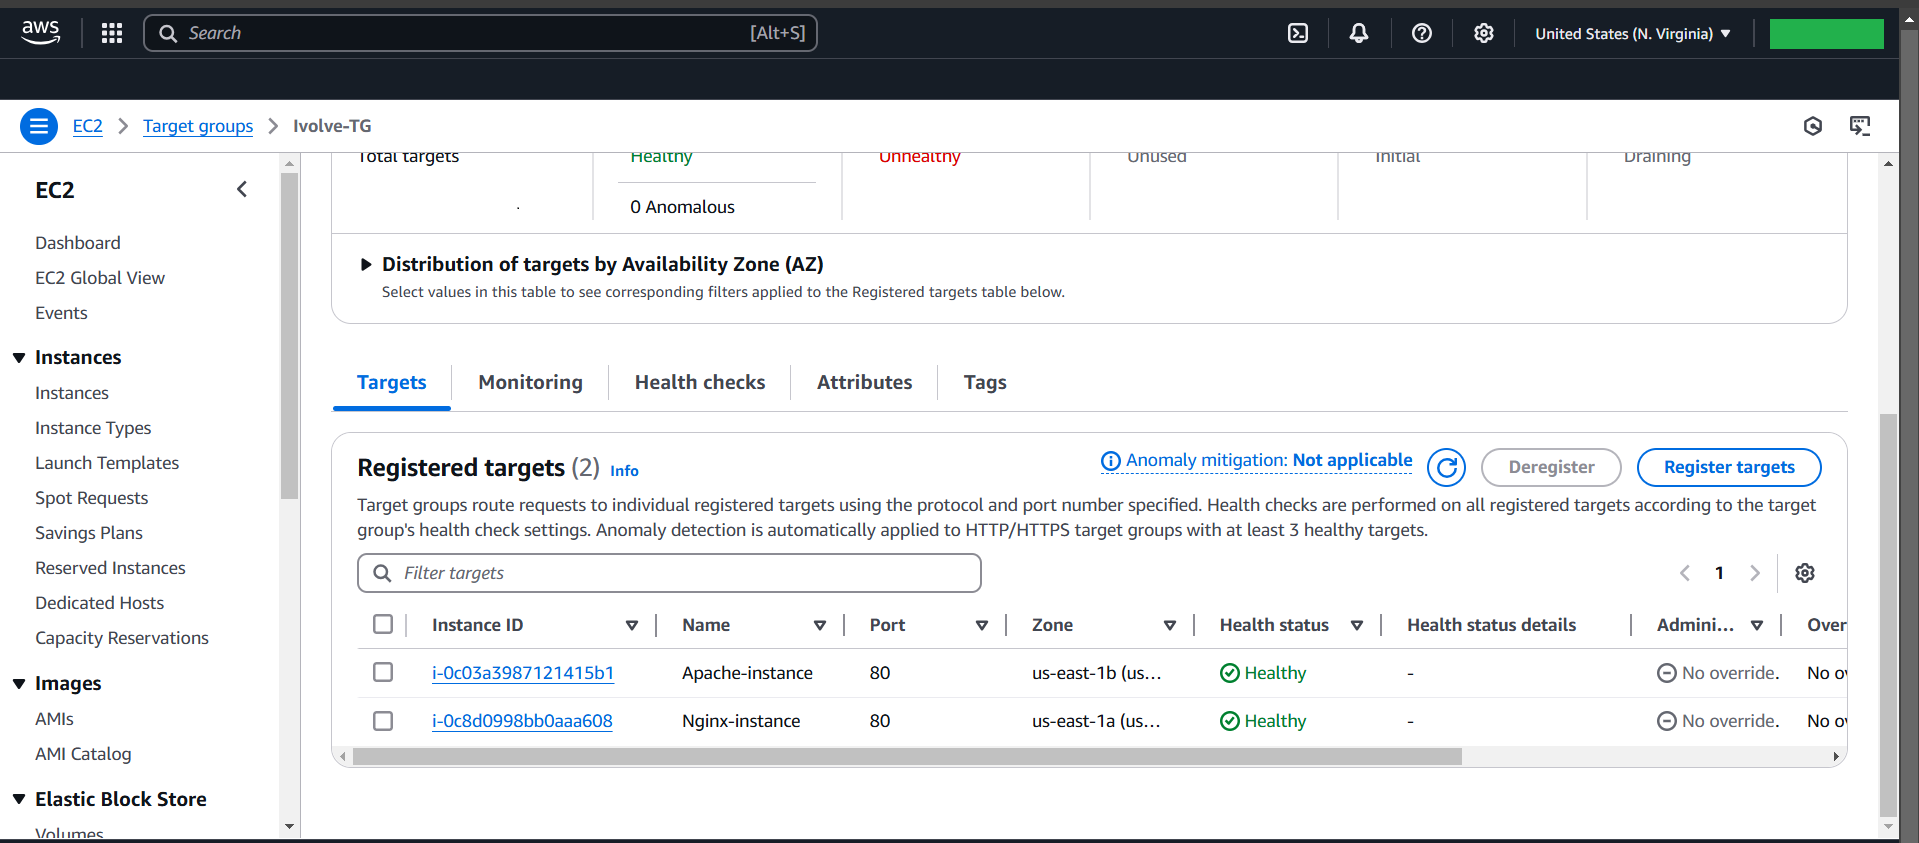 aws
Search [Alt+S]
United States (N. Virginia)
EC2 > Target groups > Ivolve-TG
EC2
Dashboard
EC2 Global View
Events
Instances
Instances
Instance Types
Launch Templates
Spot Requests
Savings Plans
Reserved Instances
Dedicated Hosts
Capacity Reservations
Images
AMIs
AMI Catalog
Elastic Block Store
Volumes
Total targets
Healthy
0 Anomalous
Unhealthy
Unused
Initial
Draining
Distribution of targets by Availability Zone (AZ)
Select values in this table to see corresponding filters applied to the Registered targets table below.
Targets Monitoring Health checks Attributes Tags
Registered targets (2) Info
Anomaly mitigation: Not applicable
Deregister
Register targets
Target groups route requests to individual registered targets using the protocol and port number specified. Health checks are performed on all registered targets according to the target
group's health check settings. Anomaly detection is automatically applied to HTTP/HTTPS target groups with at least 3 healthy targets.
Filter targets
1
Instance ID Name Port Zone Health status Health status details Admini... Over
i-0c03a3987121415b1 Apache-instance 80 us-east-1b (us... Healthy - No override. No ov
i-0c8d0998bb0aaa608 Nginx-instance 80 us-east-1a (us... Healthy - No override. No ov